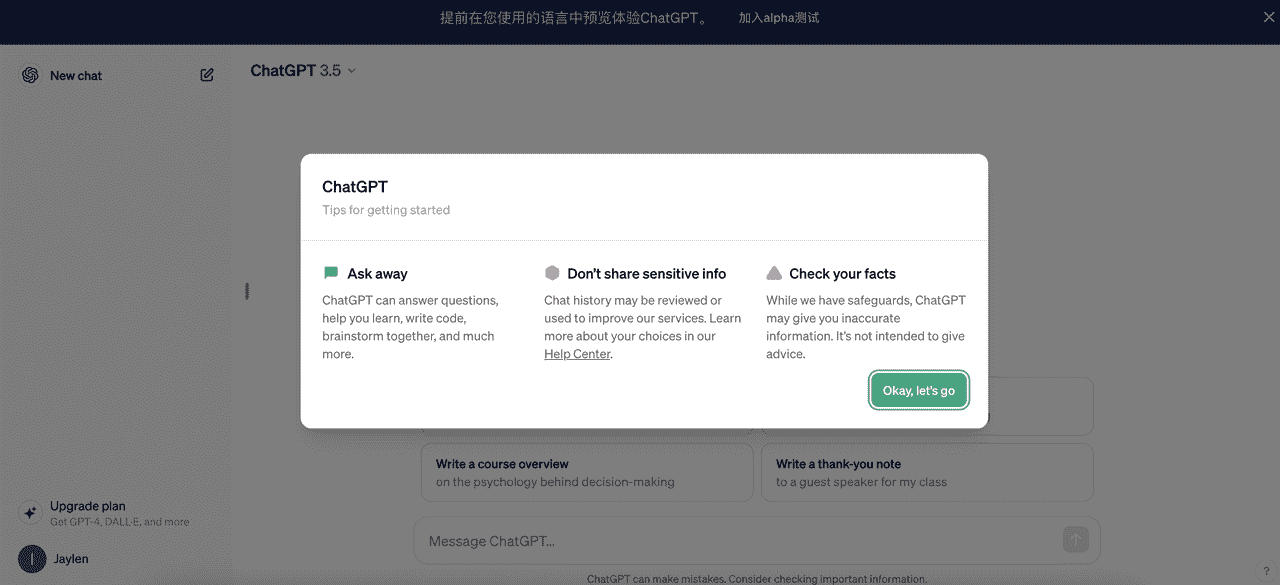 提前在您使用的语言中预览体验ChatGPT。 加入alpha测试
New chat
ChatGPT 3.5
ChatGPT
Tips for getting started
Ask away
ChatGPT can answer questions,
help you learn, write code,
brainstorm together, and much
more.
Don't share sensitive info
Chat history may be reviewed or
used to improve our services. Learn
more about your choices in our
Help Center.
Check your facts
While we have safeguards, ChatGPT
may give you inaccurate
information. It's not intended to give
advice.
Okay, let's go
Write a course overview
on the psychology behind decision-making
Write a thank-you note
to a guest speaker for my class
Upgrade plan
Get GPT-4, DALL·E, and more
Jaylen
Message ChatGPT...
ChatGPT can make mistakes. Consider checking important information.
?